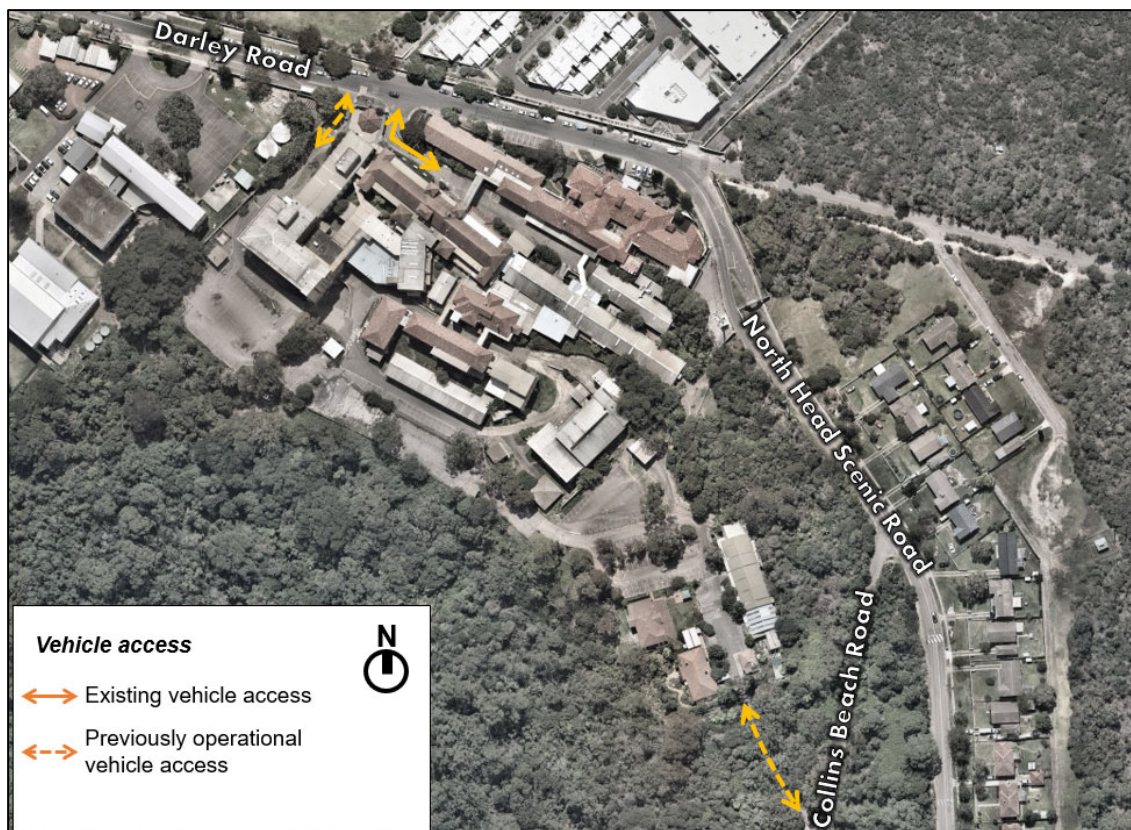 Darley Road
North Head Scenic Road
Collins Beach Road
Vehicle access
N
Existing vehicle access
Previously operational
vehicle access